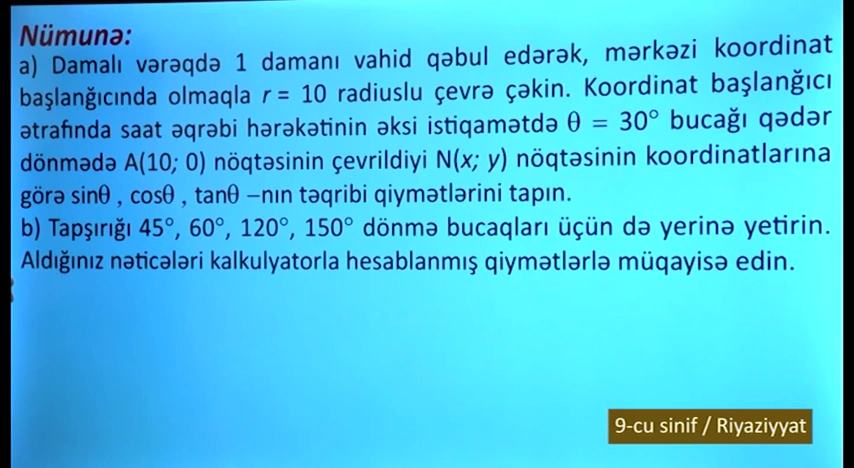 Nümunə:
a) Damalı vərəqdə 1 damanı vahid qəbul edərək, mərkəzi koordinat
başlanğıcında olmaqla r = 10 radiuslu çevrə çəkin. Koordinat başlanğıcı
ətrafında saat əqrəbi hərəkətinin əksi istiqamətdə θ = 30° bucağı qədər
dönmədə A(10; 0) nöqtəsinin çevrildiyi N(x; y) nöqtəsinin koordinatlarına
görə sinθ , cosθ , tanθ –nın təqribi qiymətlərini tapın.
b) Tapşırığı 45°, 60°, 120°, 150° dönmə bucaqları üçün də yerinə yetirin.
Aldığınız nəticələri kalkulyatorla hesablanmış qiymətlərlə müqayisə edin.
9-cu sinif / Riyaziyyat